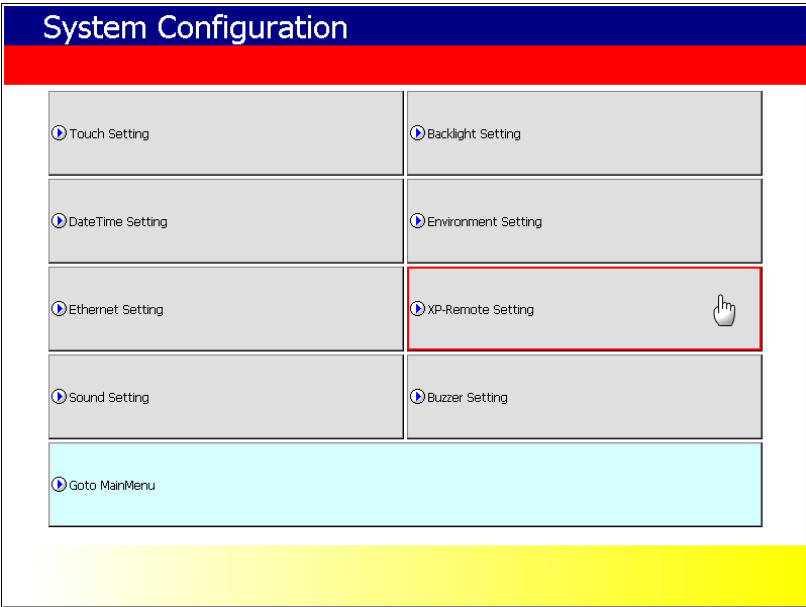 System Configuration
Touch Setting
Backlight Setting
DateTime Setting
Environment Setting
Ethernet Setting
XP-Remote Setting
Sound Setting
Buzzer Setting
Goto MainMenu